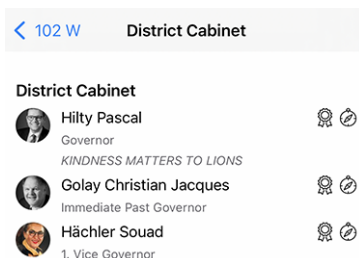 102 W
District Cabinet
District Cabinet
Hilty Pascal
Governor
KINDNESS MATTERS TO LIONS
Golay Christian Jacques
Immediate Past Governor
Hächler Souad
1. Vice Governor